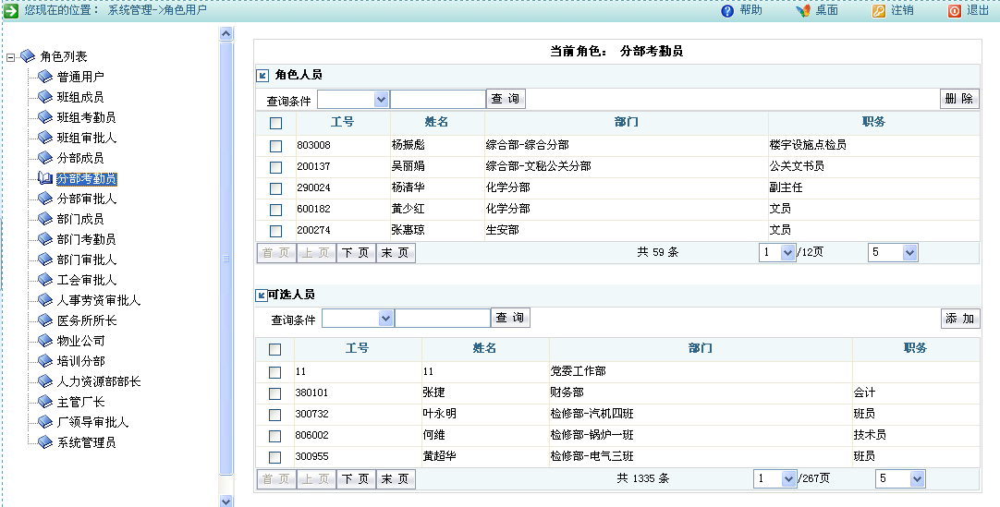 您现在的位置： 系统管理->角色用户 帮助 桌面 注销 退出
角色列表
普通用户
班组成员
班组考勤员
班组审批人
分部成员
分部考勤员
分部审批人
部门成员
部门考勤员
部门审批人
工会审批人
人事劳资审批人
医务所所长
物业公司
培训分部
人力资源部部长
主管厂长
厂领导审批人
系统管理员
当前角色： 分部考勤员
角色人员
查询条件 查 询 删 除
工号 姓名 部门 职务
803008 杨振彪 综合部-综合分部 楼宇设施点检员
200137 吴丽娟 综合部-文秘公关分部 公关文书员
290024 杨渚华 化学分部 副主任
600182 黄少红 化学分部 文员
200274 张惠琼 生安部 文员
首 页 上 页 下 页 末 页 共 59 条 1 /12页 5
可选人员
查询条件 查 询 添 加
工号 姓名 部门 职务
11 11 党委工作部
380101 张捷 财务部 会计
300732 叶永明 检修部-汽机四班 班员
806002 何维 检修部-锅炉一班 技术员
300955 黄超华 检修部-电气三班 班员
首 页 上 页 下 页 末 页 共 1335 条 1 /267页 5